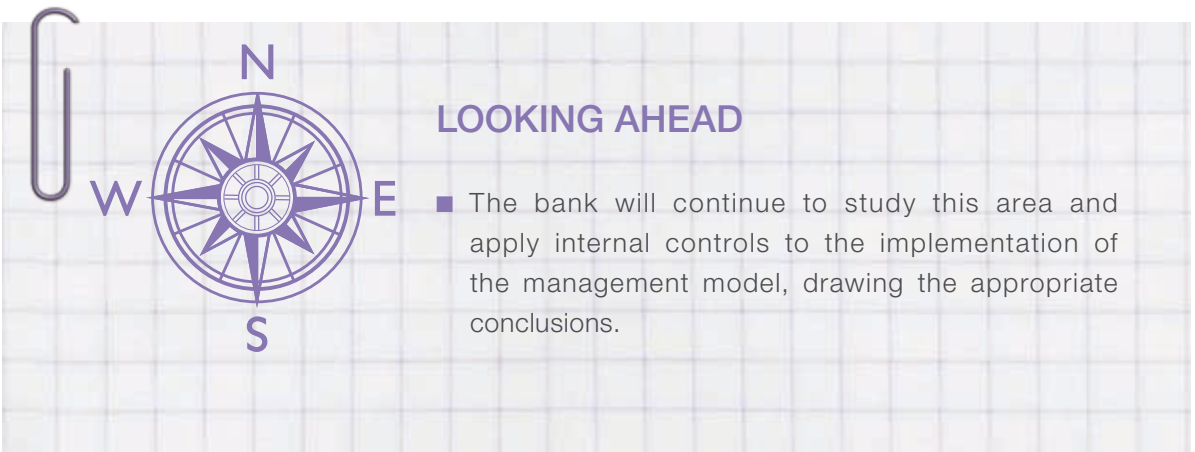 N
W
E
S
LOOKING AHEAD
■ The bank will continue to study this area and
apply internal controls to the implementation of
the management model, drawing the appropriate
conclusions.